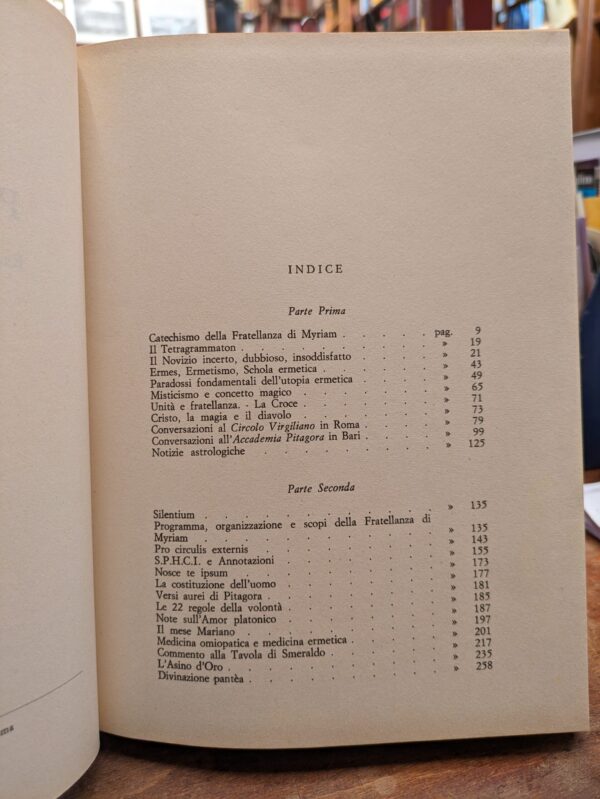 INDICE
Parte Prima
Catechismo della Fratellanza di Myriam . . . . . pag. 9
Il Tetragrammaton . . . . . . . . . » 19
Il Novizio incerto, dubbioso, insoddisfatto . . . . » 21
Ermes, Ermetismo, Schola ermetica . . . . . . » 43
Paradossi fondamentali dell'utopia ermetica . . . . » 49
Misticismo e concetto magico . . . . . . . » 65
Unità e fratellanza. - La Croce . . . . . . . » 71
Cristo, la magia e il diavolo . . . . . . . » 73
Conversazioni al Circolo Virgiliano in Roma . . . . » 79
Conversazioni all'Accademia Pitagora in Bari . . . . » 99
Notizie astrologiche . . . . . . . . . » 125
Parte Seconda
Silentium . . . . . . . . . . . » 135
Programma, organizzazione e scopi della Fratellanza di
Myriam . . . . . . . . . . . » 135
Pro circulis externis . . . . . . . . . » 143
S.P.H.C.I. e Annotazioni . . . . . . . . » 155
Nosce te ipsum . . . . . . . . . . » 173
La costituzione dell'uomo . . . . . . . . » 177
Versi aurei di Pitagora . . . . . . . . . » 181
Le 22 regole della volontà . . . . . . . . » 185
Note sull'Amor platonico . . . . . . . . » 187
Il mese Mariano . . . . . . . . . . » 197
Medicina omiopatica e medicina ermetica . . . . . » 201
Commento alla Tavola di Smeraldo . . . . . . » 217
L'Asino d'Oro . . . . . . . . . . » 235
Divinazione pantèa . . . . . . . . . » 258